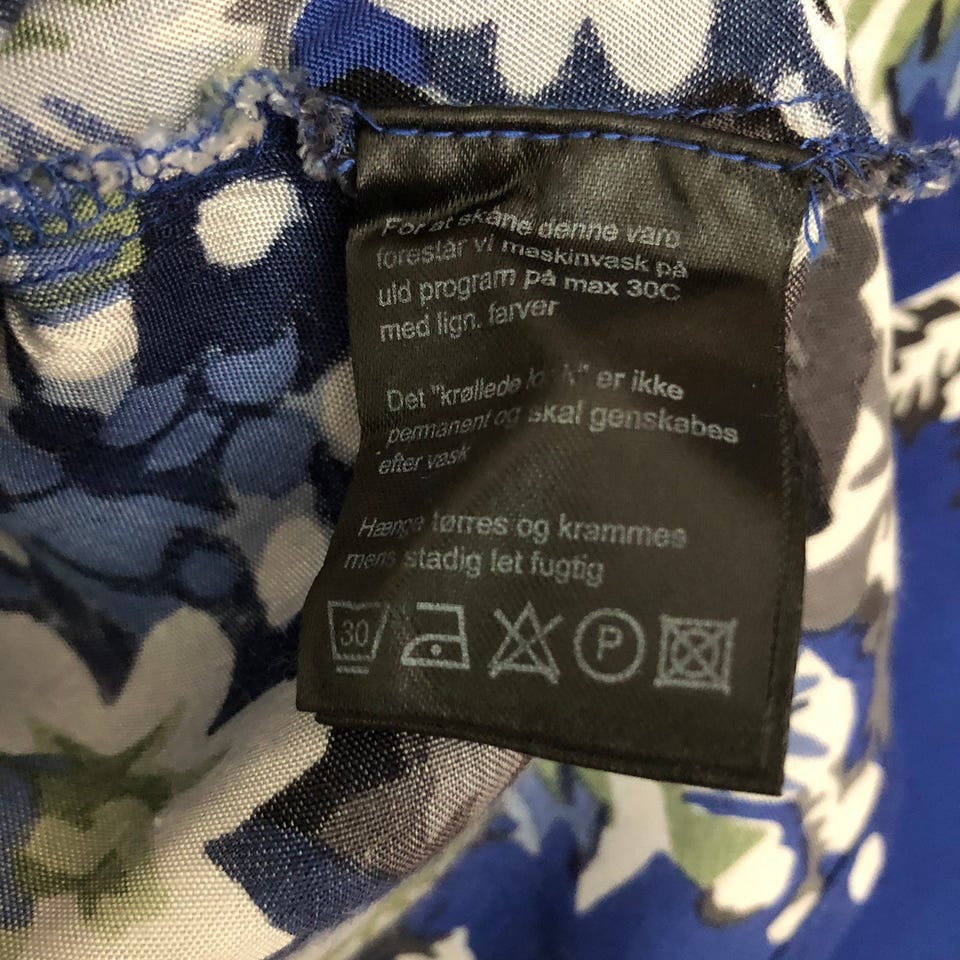 For at skåne denne vare
foreslår vi maskinvask på
uld program på max 30C
med lign. farver
Det "krøllede er ikke
permanent og skal genskabes
efter vask
Hænge tørres og krammes
mens stadig let fugtig
30 P